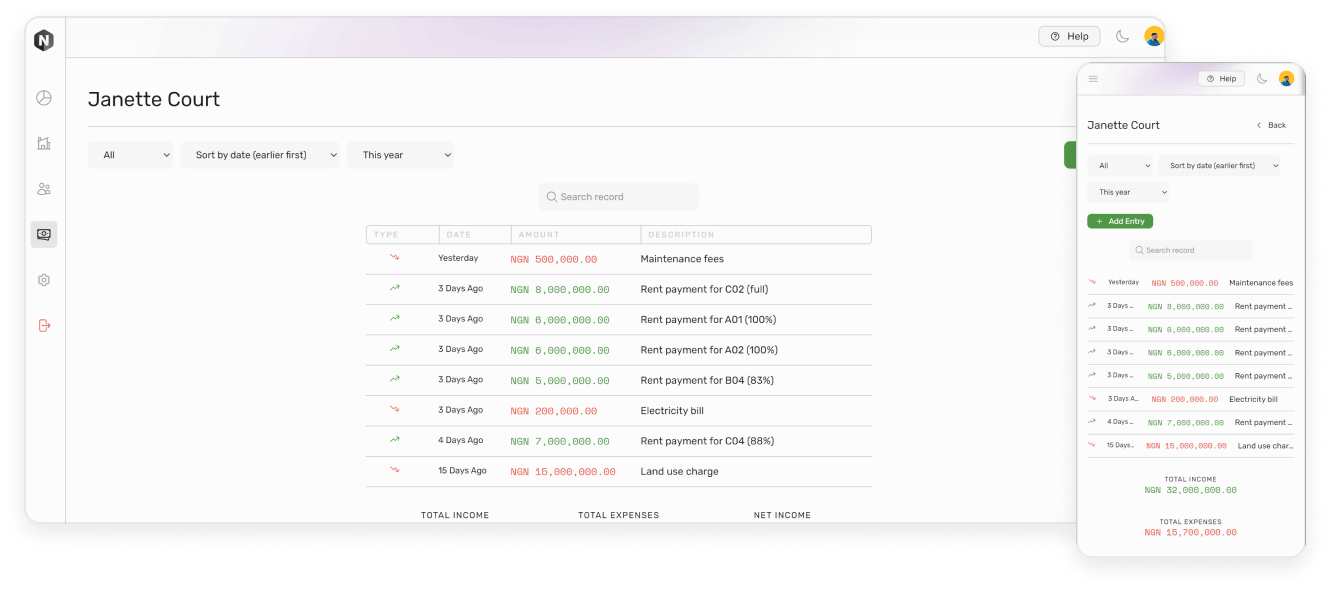 N
Help
Janette Court
All
Sort by date (earlier first)
This year
Search record
TYPE DATE AMOUNT DESCRIPTION
Yesterday NGN 500,000.00 Maintenance fees
3 Days Ago NGN 8,000,000.00 Rent payment for C02 (full)
3 Days Ago NGN 6,000,000.00 Rent payment for A01 (100%)
3 Days Ago NGN 6,000,000.00 Rent payment for A02 (100%)
3 Days Ago NGN 5,000,000.00 Rent payment for B04 (83%)
3 Days Ago NGN 200,000.00 Electricity bill
4 Days Ago NGN 7,000,000.00 Rent payment for C04 (88%)
15 Days Ago NGN 15,000,000.00 Land use charge
TOTAL INCOME TOTAL EXPENSES NET INCOME
Help
Janette Court
Back
All
Sort by date (earlier first)
This year
+ Add Entry
Search record
Yesterday NGN 500,000.00 Maintenance fees
3 Days ... NGN 8,000,000.00 Rent payment ...
3 Days ... NGN 6,000,000.00 Rent payment ...
3 Days ... NGN 6,000,000.00 Rent payment ...
3 Days ... NGN 5,000,000.00 Rent payment ...
3 Days A... NGN 200,000.00 Electricity bill
4 Days ... NGN 7,000,000.00 Rent payment ...
15 Days... NGN 15,000,000.00 Land use char...
TOTAL INCOME
NGN 32,000,000.00
TOTAL EXPENSES
NGN 15,700,000.00